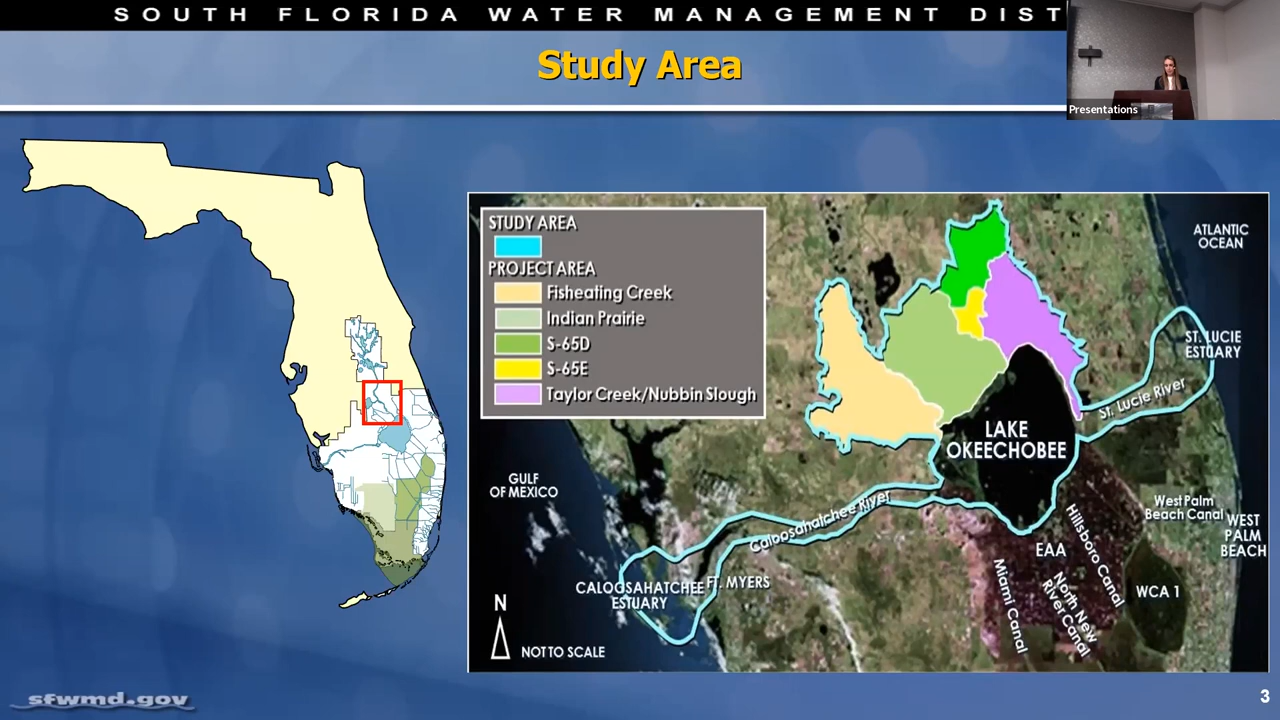 SOUTH FLORIDA WATER MANAGEMENT DIST
Presentations
Study Area
STUDY AREA
PROJECT AREA
Fisheating Creek
Indian Prairie
S-65D
S-65E
Taylor Creek/Nubbin Slough
ATLANTIC
OCEAN
ST. LUCIE
ESTUARY
St. Lucie River
LAKE
OKEECHOBEE
GULF
OF MEXICO
Caloosahatchee River
West Palm
Beach Canal
WEST
PALM
BEACH
Hillsboro Canal
EAA
CALOOSAHATCHEE
ESTUARY
FT. MYERS
Miami Canal
North New
River Canal
WCA 1
N
NOT TO SCALE
sfwmd.gov
3